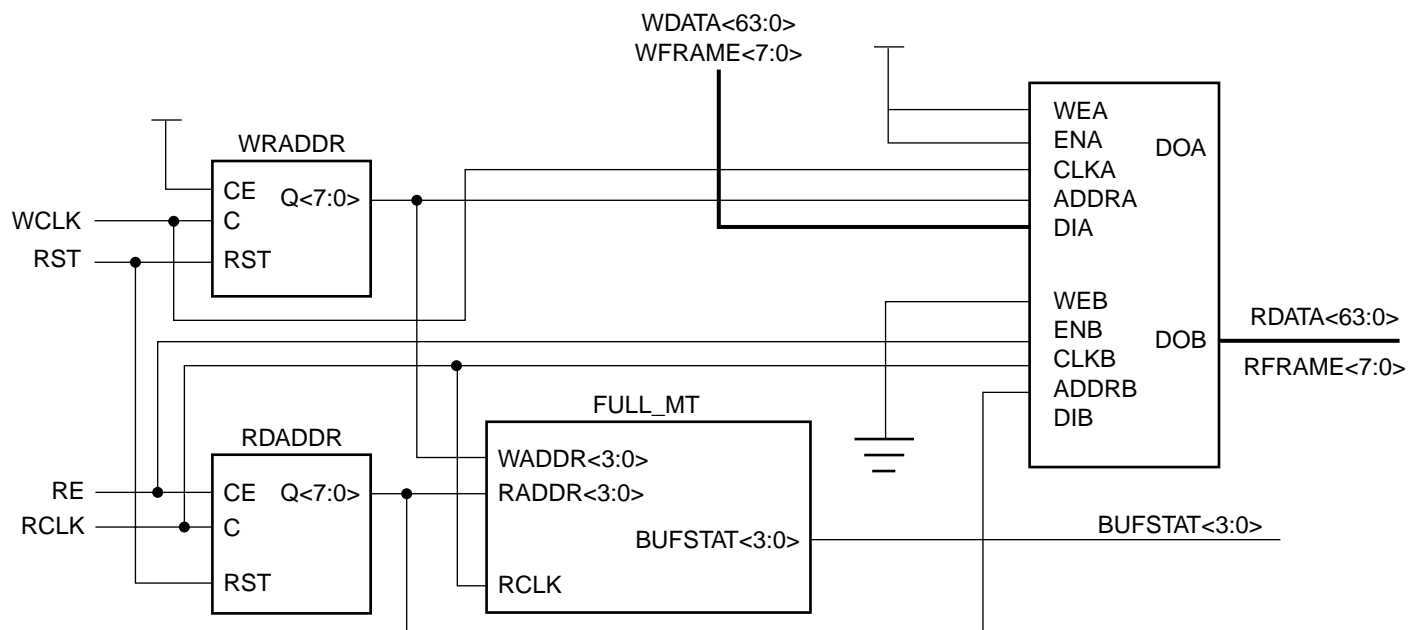 WDATA<63:0>
WFRAME<7:0>
WRADDR
CE
Q<7:0>
C
RST
WCLK
RST
WEA
ENA
CLKA
ADDRA
DIA
DOA
WEB
ENB
CLKB
ADDRB
DIB
DOB
RDATA<63:0>
RFRAME<7:0>
RDADDR
CE
Q<7:0>
C
RST
RE
RCLK
FULL_MT
WADDR<3:0>
RADDR<3:0>
BUFSTAT<3:0>
RCLK
BUFSTAT<3:0>